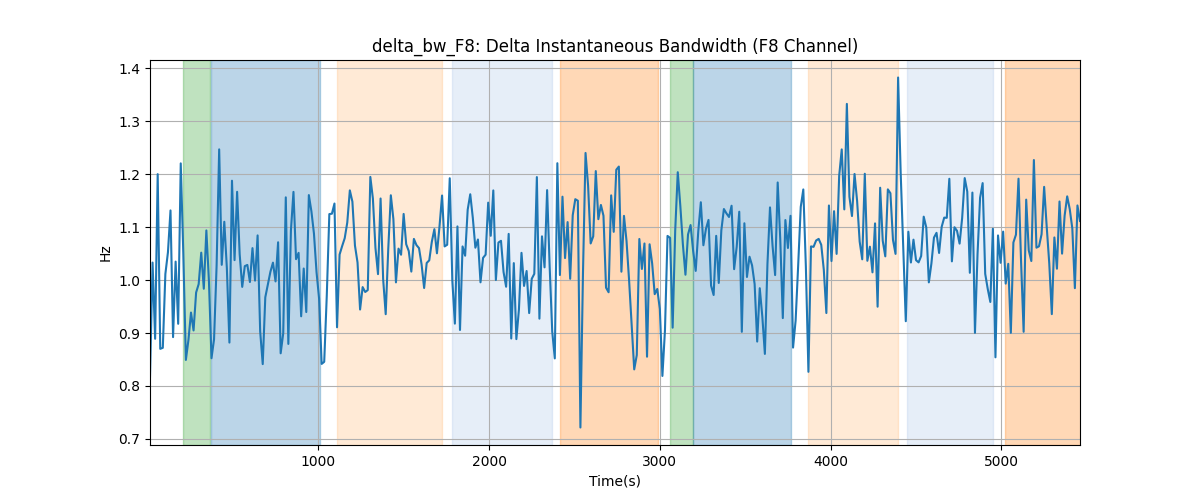 delta_bw_F8: Delta Instantaneous Bandwidth (F8 Channel)
1.4
1.3
1.2
1.1
1.0
0.9
0.8
0.7
Hz
1000 2000 3000 4000 5000
Time(s)